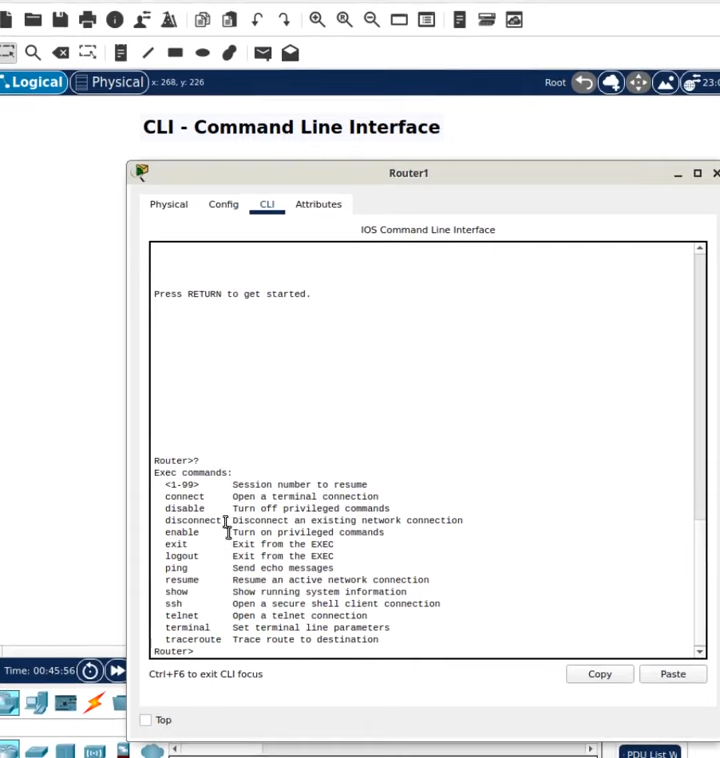 Logical
Physical
x: 268, y: 226
Root
23:0
CLI - Command Line Interface
Router1
Physical
Config
CLI
Attributes
IOS Command Line Interface
Press RETURN to get started.
Router>?
Exec commands:
<1-99> Session number to resume
connect Open a terminal connection
disable Turn off privileged commands
disconnect Disconnect an existing network connection
enable Turn on privileged commands
exit Exit from the EXEC
logout Exit from the EXEC
ping Send echo messages
resume Resume an active network connection
show Show running system information
ssh Open a secure shell client connection
telnet Open a telnet connection
terminal Set terminal line parameters
traceroute Trace route to destination
Router>
Ctrl+F6 to exit CLI focus
Copy
Paste
Time: 00:45:56
Top
PDU List W